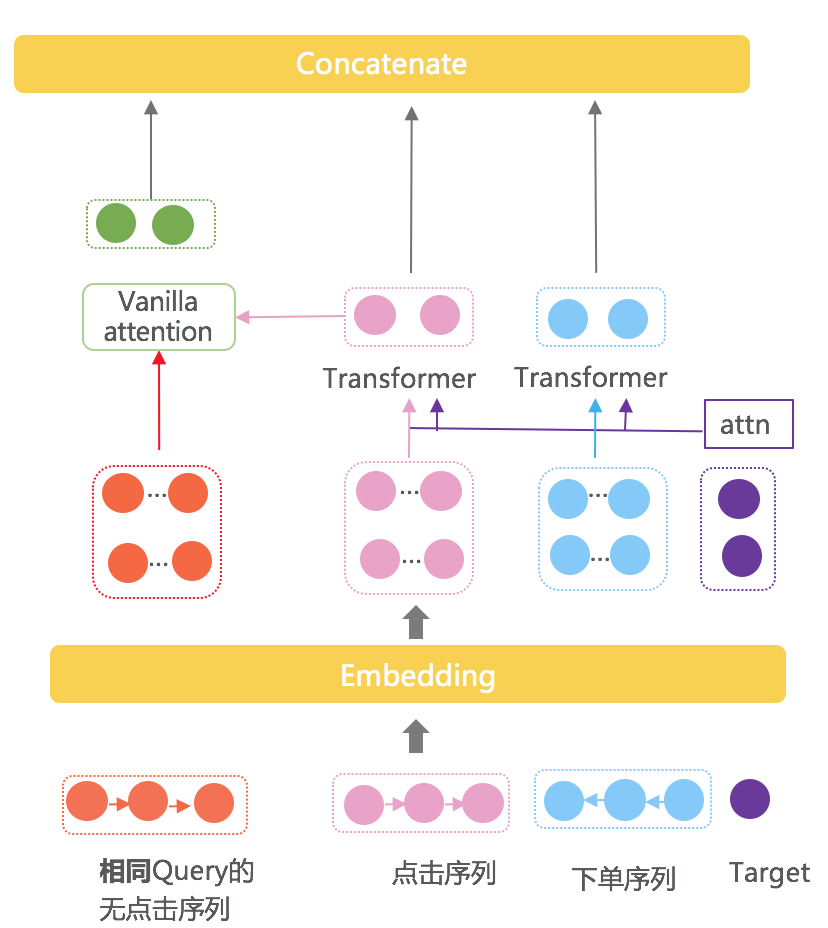 Concatenate
Vanilla
attention
Transformer
Transformer
attn
...
...
...
...
...
...
Embedding
相同Query的
无点击序列
点击序列
下单序列
Target